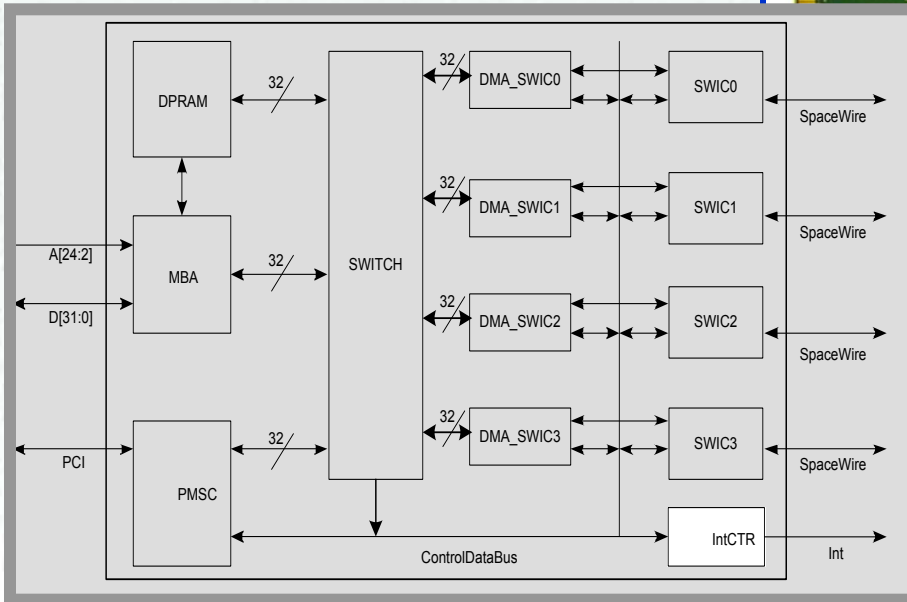 DPRAM
32
SWITCH
32
DMA_SWIC0
SWIC0
SpaceWire
A[24:2]
MBA
32
D[31:0]
32
DMA_SWIC1
SWIC1
SpaceWire
32
DMA_SWIC2
SWIC2
SpaceWire
PCI
PMSC
32
32
DMA_SWIC3
SWIC3
SpaceWire
ControlDataBus
IntCTR
Int